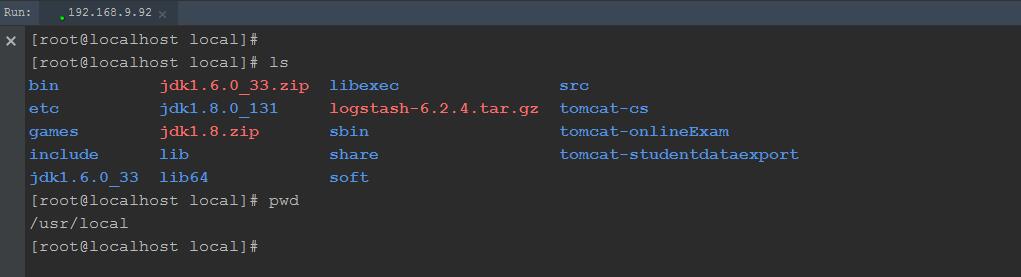 Run: 192.168.9.92
[root@localhost local]#
[root@localhost local]# ls
bin jdk1.6.0_33.zip libexec src
etc jdk1.8.0_131 logstash-6.2.4.tar.gz tomcat-cs
games jdk1.8.zip sbin tomcat-onlineExam
include lib share tomcat-studentdataexport
jdk1.6.0_33 lib64 soft
[root@localhost local]# pwd
/usr/local
[root@localhost local]#